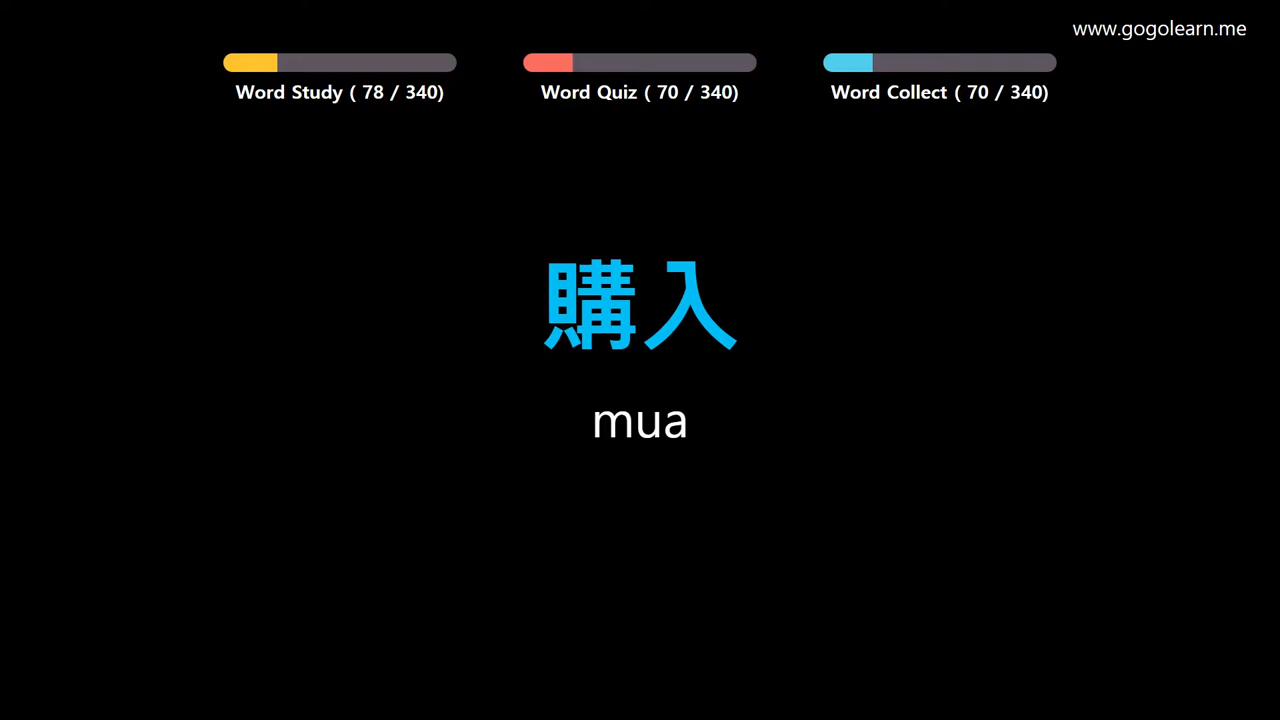 www.gogolearn.me
Word Study ( 78 / 340)
Word Quiz ( 70 / 340)
Word Collect ( 70 / 340)
購入
mua